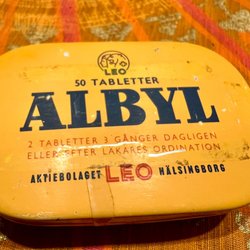 LEO
50 TABLETTER
ALBYL
2 TABLETTER 3 GÅNGER DAGLIGEN
ELLER EFTER LÄKARES ORDINATION
AKTIEBOLAGET LEO HÄLSINGBORG